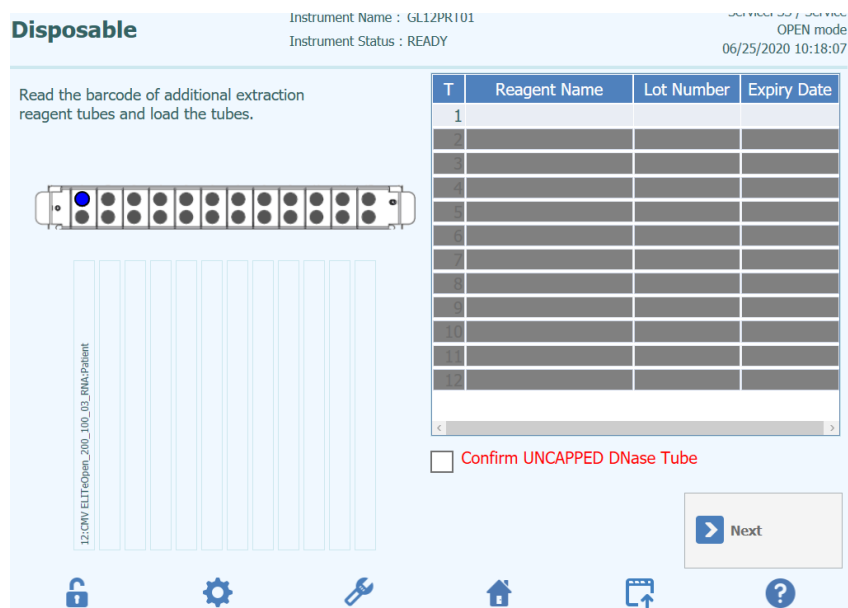 Disposable
Instrument Name : GL12PRT01
Instrument Status : READY
OPEN mode
06/25/2020 10:18:07
Read the barcode of additional extraction
reagent tubes and load the tubes.
T Reagent Name Lot Number Expiry Date
1
2
3
4
5
6
7
8
9
10
11
12
12:CMV ELITeOpen_200_100_03_RNA:Patient
Confirm UNCAPPED DNase Tube
Next